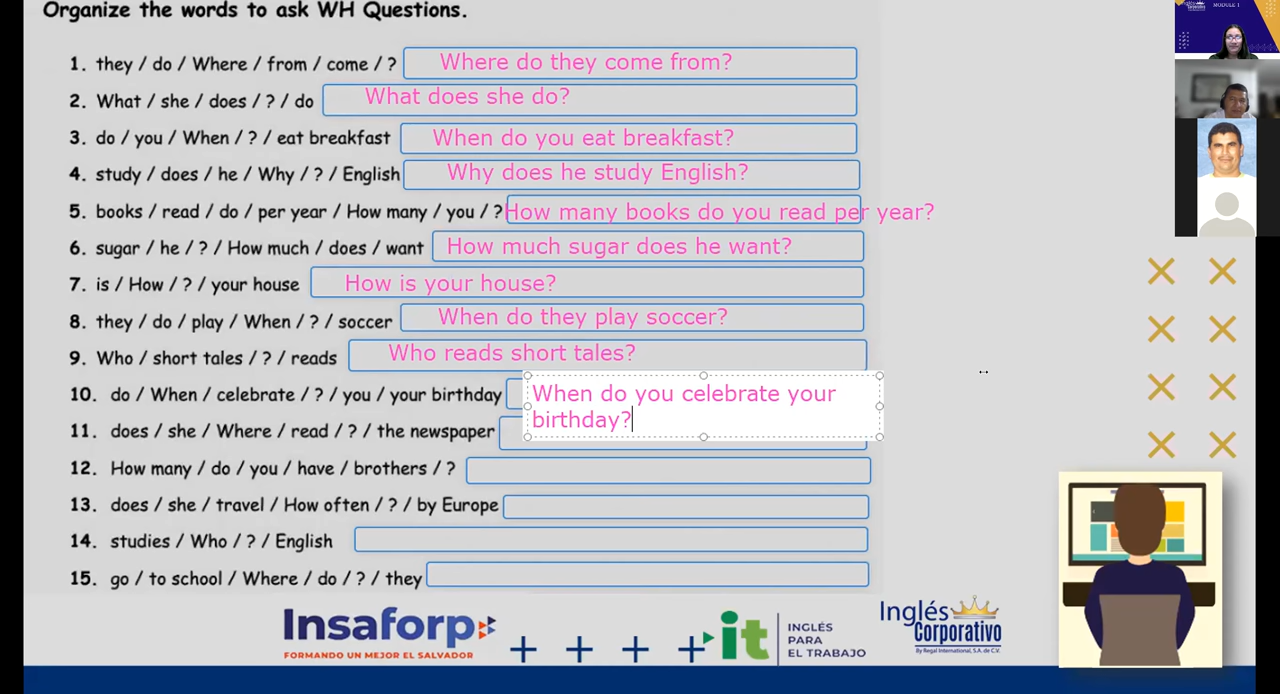 MODULE 1
Organize the words to ask WH Questions.
1. they / do / Where / from / come / ? Where do they come from?
2. What / she / does / ? / do What does she do?
3. do / you / When / ? / eat breakfast When do you eat breakfast?
4. study / does / he / Why / ? / English Why does he study English?
5. books / read / do / per year / How many / you / ? How many books do you read per year?
6. sugar / he / ? / How much / does / want How much sugar does he want?
7. is / How / ? / your house How is your house?
8. they / do / play / When / ? / soccer When do they play soccer?
9. Who / short tales / ? / reads Who reads short tales?
10. do / When / celebrate / ? / you / your birthday When do you celebrate your
birthday?
11. does / she / Where / read / ? / the newspaper
12. How many / do / you / have / brothers / ?
13. does / she / travel / How often / ? / by Europe
14. studies / Who / ? / English
15. go / to school / Where / do / ? / they
Insaforp
FORMANDO UN MEJOR EL SALVADOR
it
INGLÉS
PARA
EL TRABAJO
Inglés
Corporativo
By Regal International, S.A. de C.V.